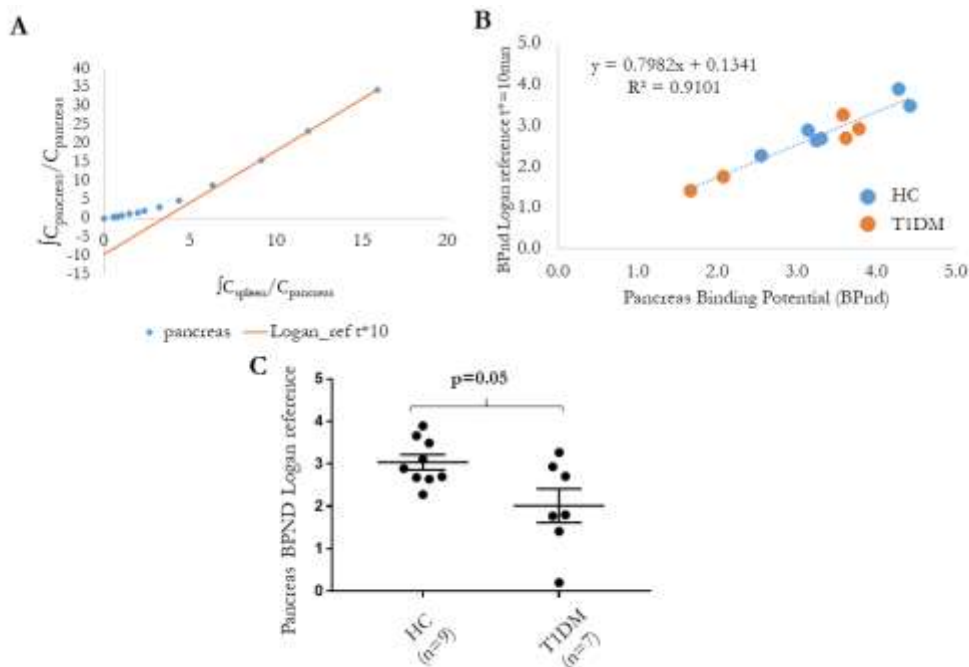 A
∫C_pancreas/C_pancreas
40
35
30
25
20
15
10
5
0
-5
-10
-15
0
5
10
15
20
∫C_spleen/C_pancreas
pancreas
Logan_ref t*10
B
BPnd Logan reference t*=10min
5.0
4.0
3.0
2.0
1.0
0.0
y = 0.7982x + 0.1341
R² = 0.9101
HC
T1DM
0.0
1.0
2.0
3.0
4.0
5.0
Pancreas Binding Potential (BPnd)
C
Pancreas BPND Logan reference
p=0.05
5
4
3
2
1
0
HC
(n=9)
T1DM
(n=7)